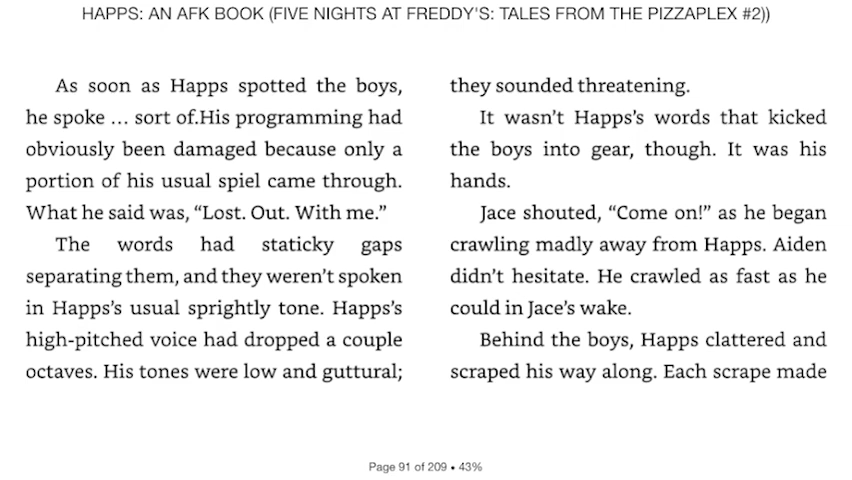 HAPPS: AN AFK BOOK (FIVE NIGHTS AT FREDDY'S: TALES FROM THE PIZZAPLEX #2))
As soon as Happs spotted the boys,
he spoke … sort of.His programming had
obviously been damaged because only a
portion of his usual spiel came through.
What he said was, “Lost. Out. With me.”
The words had staticky gaps
separating them, and they weren’t spoken
in Happs’s usual sprightly tone. Happs’s
high-pitched voice had dropped a couple
octaves. His tones were low and guttural;
they sounded threatening.
It wasn’t Happs’s words that kicked
the boys into gear, though. It was his
hands.
Jace shouted, “Come on!” as he began
crawling madly away from Happs. Aiden
didn’t hesitate. He crawled as fast as he
could in Jace’s wake.
Behind the boys, Happs clattered and
scraped his way along. Each scrape made
Page 91 of 209 • 43%